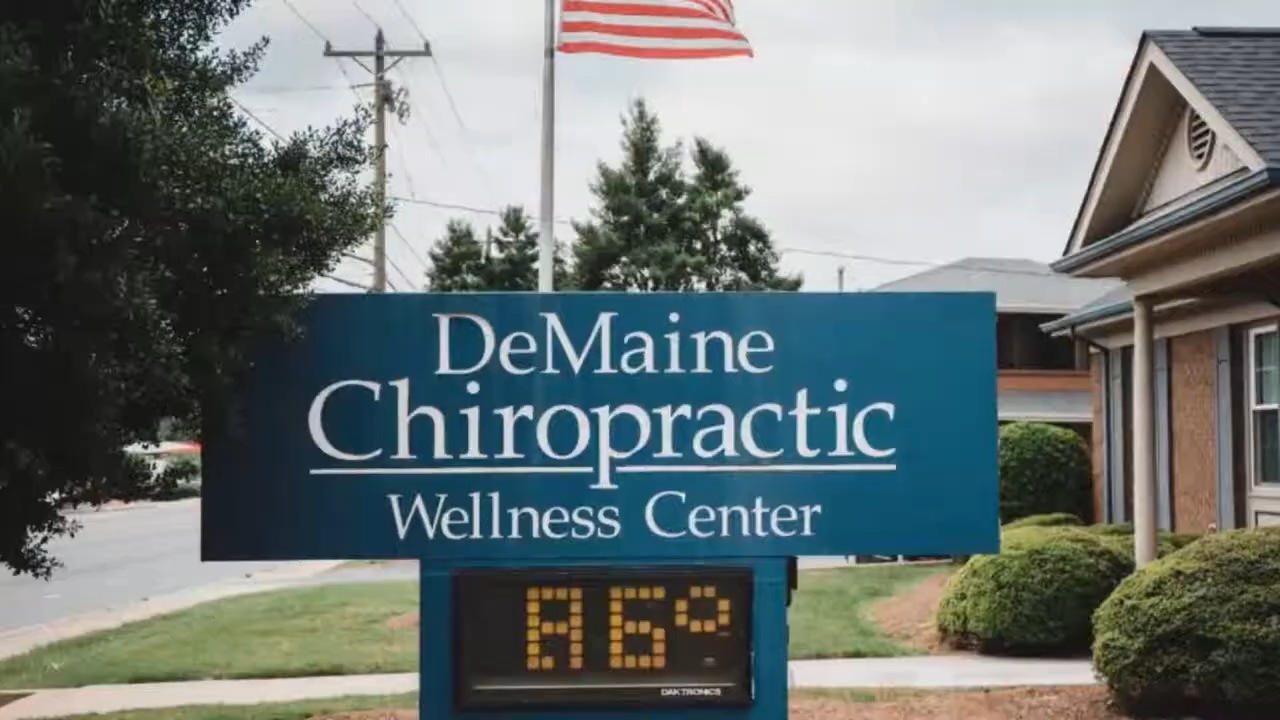 DeMaine
Chiropractic
Wellness Center
86°
DAKTRONICS